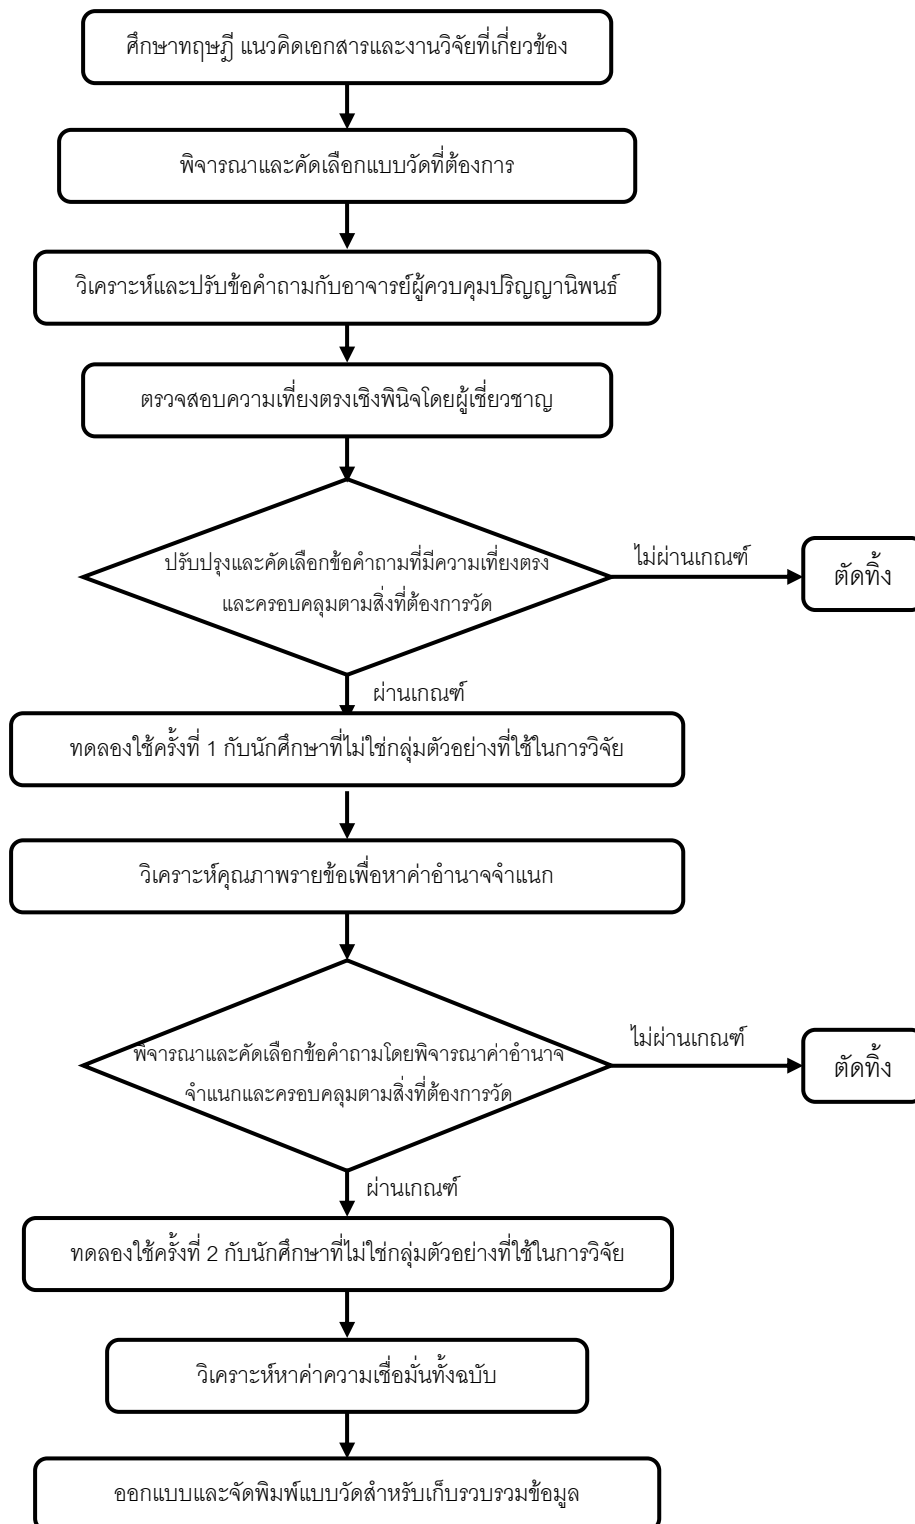 ศึกษาทฤษฎี แนวคิดเอกสารและงานวิจัยที่เกี่ยวข้อง
พิจารณาและคัดเลือกแบบวัดที่ต้องการ
วิเคราะห์และปรับข้อคำถามกับอาจารย์ผู้ควบคุมปริญญานิพนธ์
ตรวจสอบความเที่ยงตรงเชิงพินิจโดยผู้เชี่ยวชาญ
ปรับปรุงและคัดเลือกข้อคำถามที่มีความเที่ยงตรง
และครอบคลุมตามสิ่งที่ต้องการวัด
ไม่ผ่านเกณฑ์
ตัดทิ้ง
ผ่านเกณฑ์
ทดลองใช้ครั้งที่ 1 กับนักศึกษาที่ไม่ใช่กลุ่มตัวอย่างที่ใช้ในการวิจัย
วิเคราะห์คุณภาพรายข้อเพื่อหาค่าอำนาจจำแนก
พิจารณาและคัดเลือกข้อคำถามโดยพิจารณาค่าอำนาจ
จำแนกและครอบคลุมตามสิ่งที่ต้องการวัด
ไม่ผ่านเกณฑ์
ตัดทิ้ง
ผ่านเกณฑ์
ทดลองใช้ครั้งที่ 2 กับนักศึกษาที่ไม่ใช่กลุ่มตัวอย่างที่ใช้ในการวิจัย
วิเคราะห์หาค่าความเชื่อมั่นทั้งฉบับ
ออกแบบและจัดพิมพ์แบบวัดสำหรับเก็บรวบรวมข้อมูล